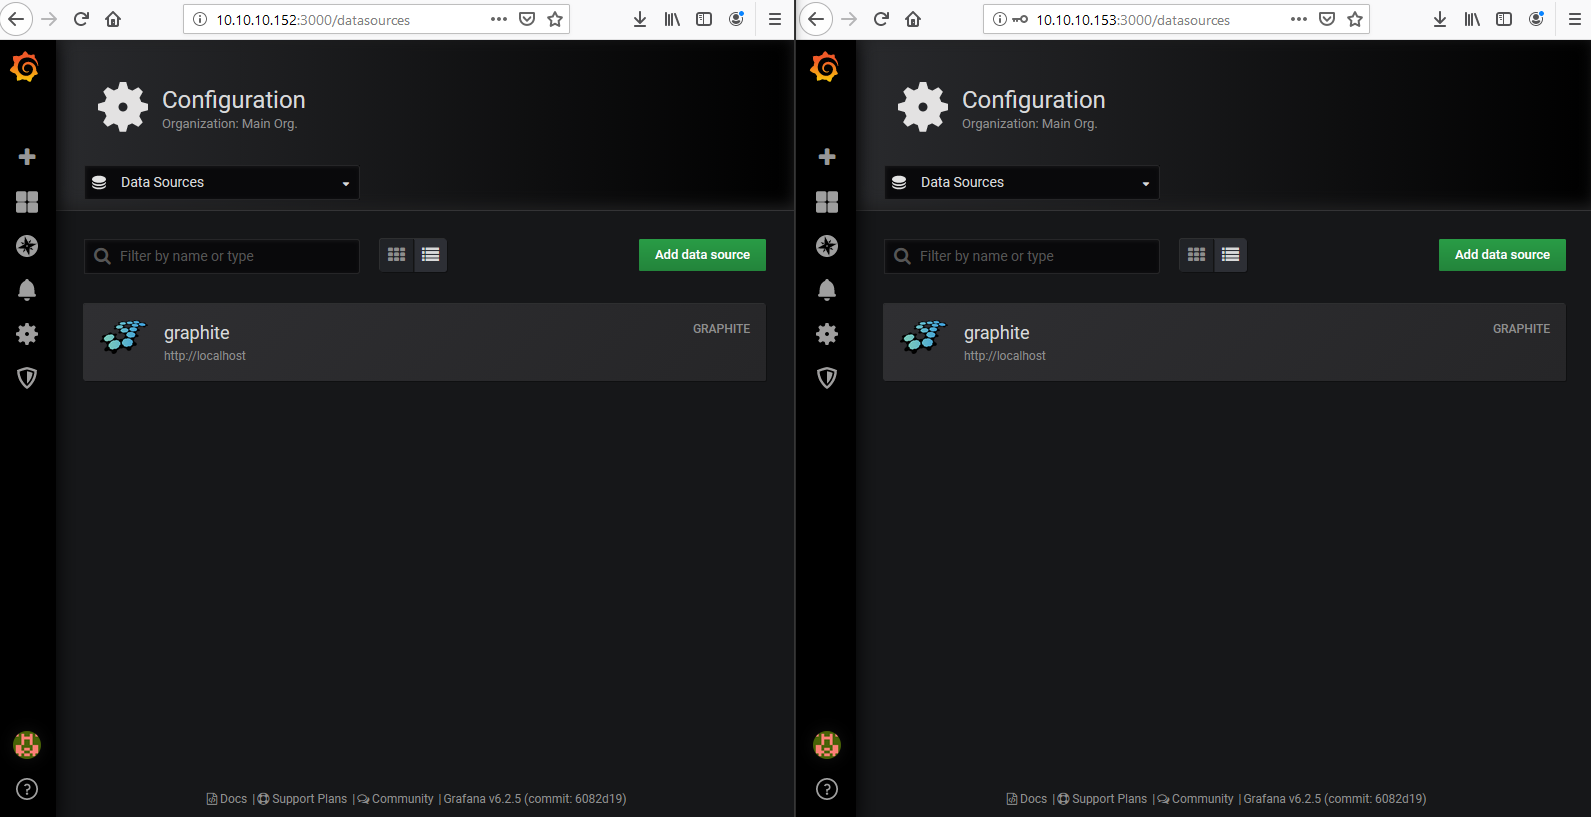 10.10.10.152:3000/datasources
Configuration
Organization: Main Org.
Data Sources
Filter by name or type
Add data source
graphite
GRAPHITE
http://localhost
Docs | Support Plans | Community | Grafana v6.2.5 (commit: 6082d19)
10.10.10.153:3000/datasources
Configuration
Organization: Main Org.
Data Sources
Filter by name or type
Add data source
graphite
GRAPHITE
http://localhost
Docs | Support Plans | Community | Grafana v6.2.5 (commit: 6082d19)